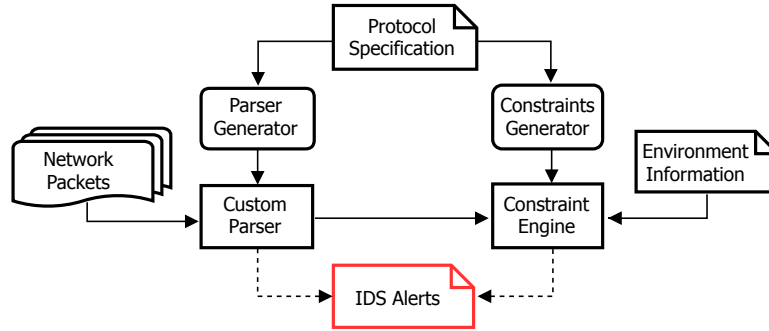 Protocol
Specification
Parser
Generator
Constraints
Generator
Network
Packets
Environment
Information
Custom
Parser
Constraint
Engine
IDS Alerts